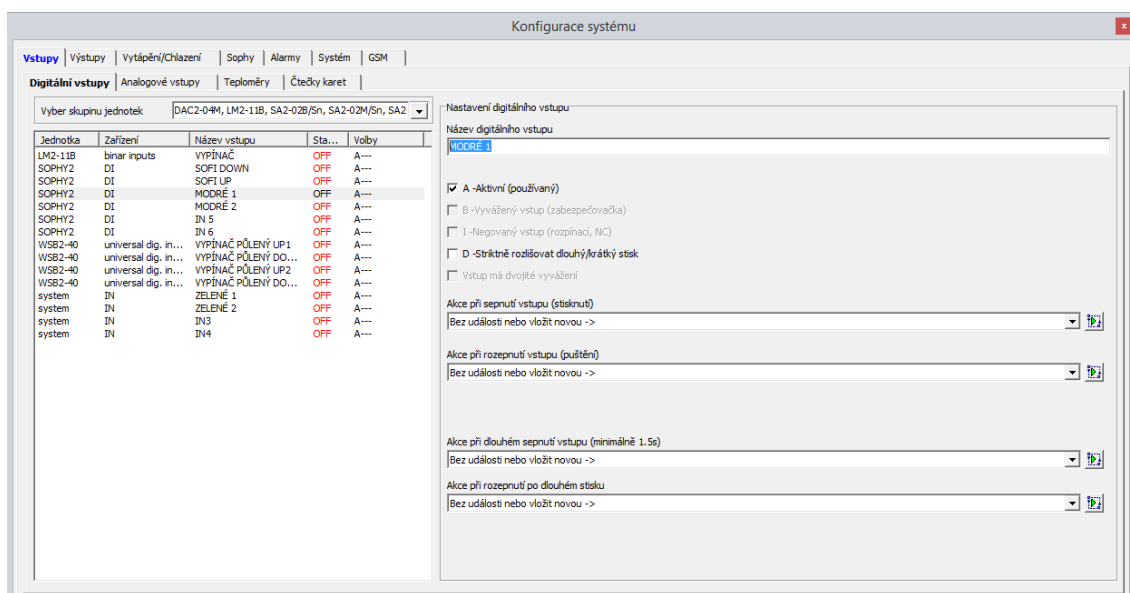 Konfigurace systému
x
Vstupy Výstupy Vytápění/Chlazení Sophy Alarmy Systém GSM
Digitální vstupy Analogové vstupy Teploměry Čtečky karet
Vyber skupinu jednotek DAC2-04M, LM2-11B, SA2-02B/Sn, SA2-02M/Sn, SA2
Jednotka Zařízení Název vstupu Sta... Volby
LM2-11B binar inputs VYPÍNAČ OFF A---
SOPHY2 DI SOFI DOWN OFF A---
SOPHY2 DI SOFI UP OFF A---
SOPHY2 DI MODRÉ 1 OFF A---
SOPHY2 DI MODRÉ 2 OFF A---
SOPHY2 DI IN 5 OFF A---
SOPHY2 DI IN 6 OFF A---
WSB2-40 universal dig. in... VYPÍNAČ PŮLENÝ UP1 OFF A---
WSB2-40 universal dig. in... VYPÍNAČ PŮLENÝ DO... OFF A---
WSB2-40 universal dig. in... VYPÍNAČ PŮLENÝ UP2 OFF A---
WSB2-40 universal dig. in... VYPÍNAČ PŮLENÝ DO... OFF A---
system IN ZELENÉ 1 OFF A---
system IN ZELENÉ 2 OFF A---
system IN IN3 OFF A---
system IN IN4 OFF A---
Nastavení digitálního vstupu
Název digitálního vstupu
MODRÉ 1
A -Aktivní (používaný)
B -Vyvážený vstup (zabezpečovačka)
I -Negovaný vstup (rozpínací, NC)
D -Striktně rozlišovat dlouhý/krátký stisk
Vstup má dvojité vyvážení
Akce při sepnutí vstupu (stisknutí)
Bez události nebo vložit novou ->
Akce při rozepnutí vstupu (puštění)
Bez události nebo vložit novou ->
Akce při dlouhém sepnutí vstupu (minimálně 1.5s)
Bez události nebo vložit novou ->
Akce při rozepnutí po dlouhém stisku
Bez události nebo vložit novou ->